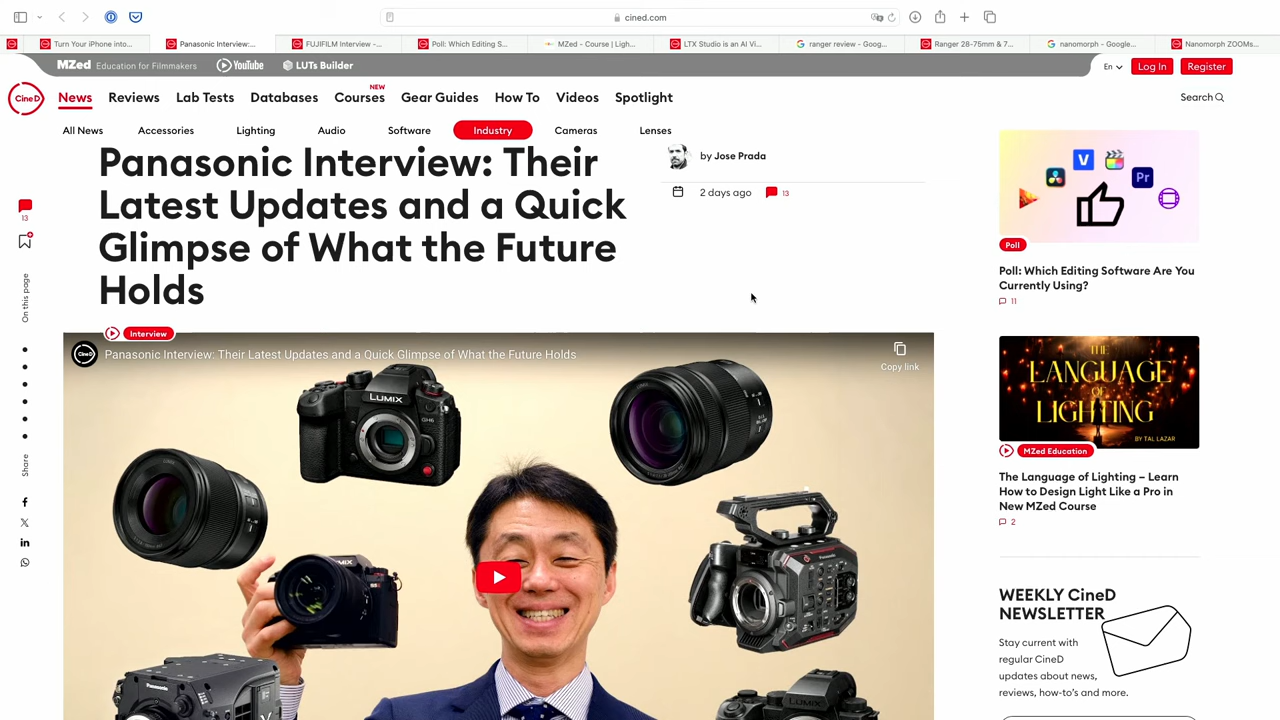 cined.com
Turn Your iPhone into...
Panasonic Interview:...
FUJIFILM Interview -...
Poll: Which Editing S...
MZed - Course | Ligh...
LTX Studio is an AI Vi...
ranger review - Goog...
Ranger 28-75mm & 7...
nanomorph - Google...
Nanomorph ZOOMs...
MZed Education for Filmmakers
YouTube
LUTs Builder
En
Log In
Register
CineD
News
Reviews
Lab Tests
Databases
Courses
NEW
Gear Guides
How To
Videos
Spotlight
Search
All News
Accessories
Lighting
Audio
Software
Industry
Cameras
Lenses
Panasonic Interview: Their
Latest Updates and a Quick
Glimpse of What the Future
Holds
by Jose Prada
2 days ago
13
13
On this page
Share
Interview
CineD
Panasonic Interview: Their Latest Updates and a Quick Glimpse of What the Future Holds
Copy link
LUMIX
GH6
Panasonic
LUMIX
Panasonic
LUMIX
V
Pr
Poll
Poll: Which Editing Software Are You
Currently Using?
11
THE
LANGUAGE
OF
LIGHTING
BY TAL LAZAR
MZed Education
The Language of Lighting – Learn
How to Design Light Like a Pro in
New MZed Course
2
WEEKLY CineD
NEWSLETTER
Stay current with
regular CineD
updates about news,
reviews, how-to's and more.